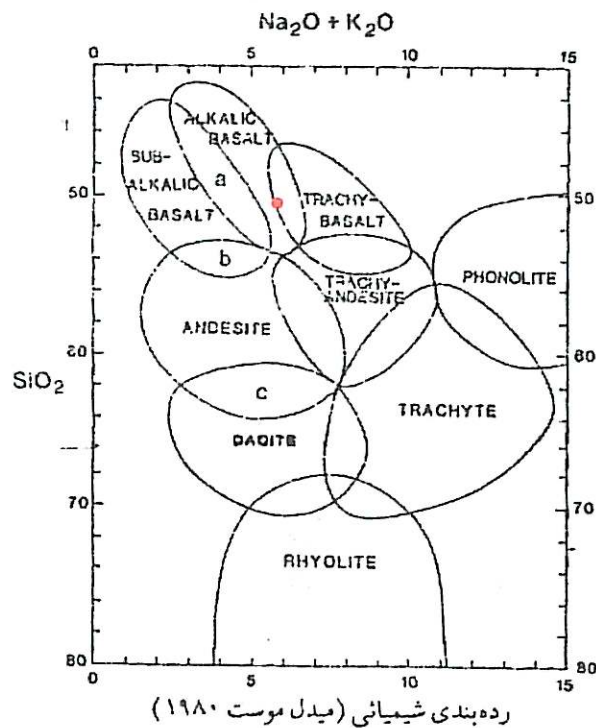 Na₂O + K₂O
0 5 10 15
ALKALIC
BASALT
SUB-
ALKALIC
BASALT
a
50
TRACHY-
BASALT
50
b
TRACHY-
ANDESITE
PHONOLITE
ANDESITE
60
60
SiO₂
c
TRACHYTE
DACITE
70
70
RHYOLITE
80
80
0 5 10 15
رده‌بندی شیمیائی (میدل موست ۱۹۸۰)